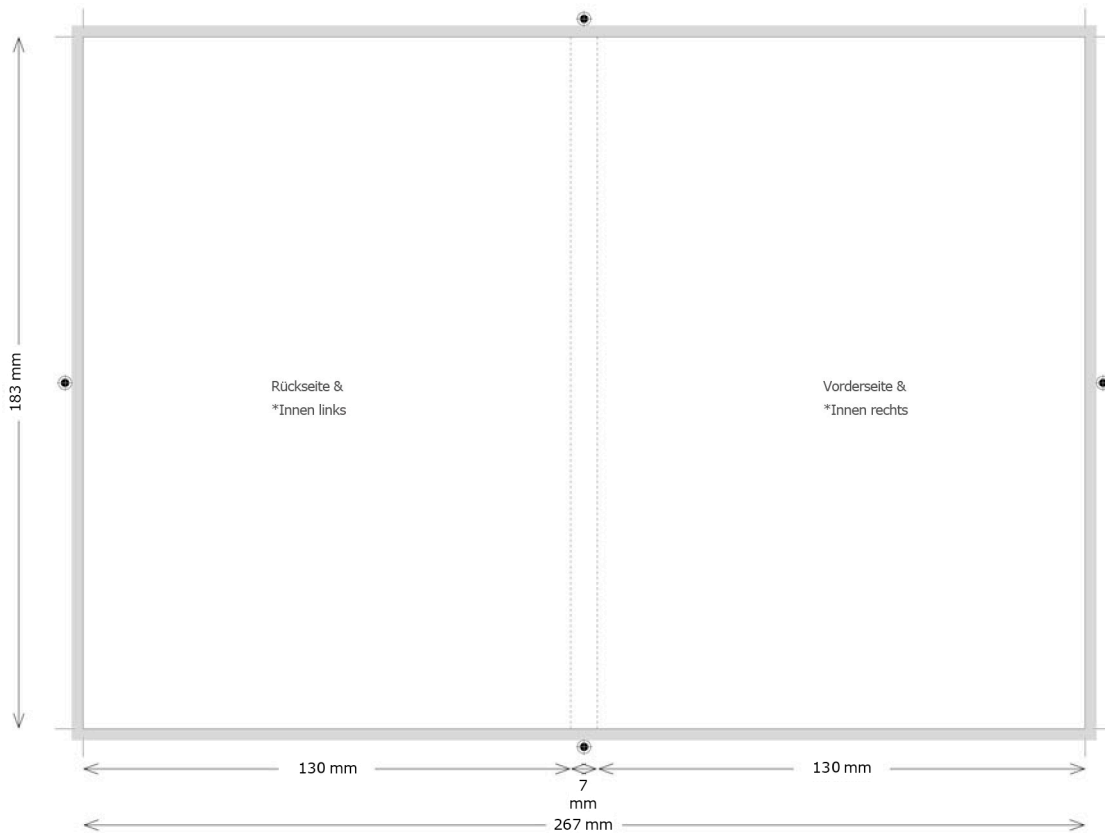 183 mm
Rückseite &
*Innen links
Vorderseite &
*Innen rechts
130 mm
7
mm
130 mm
267 mm